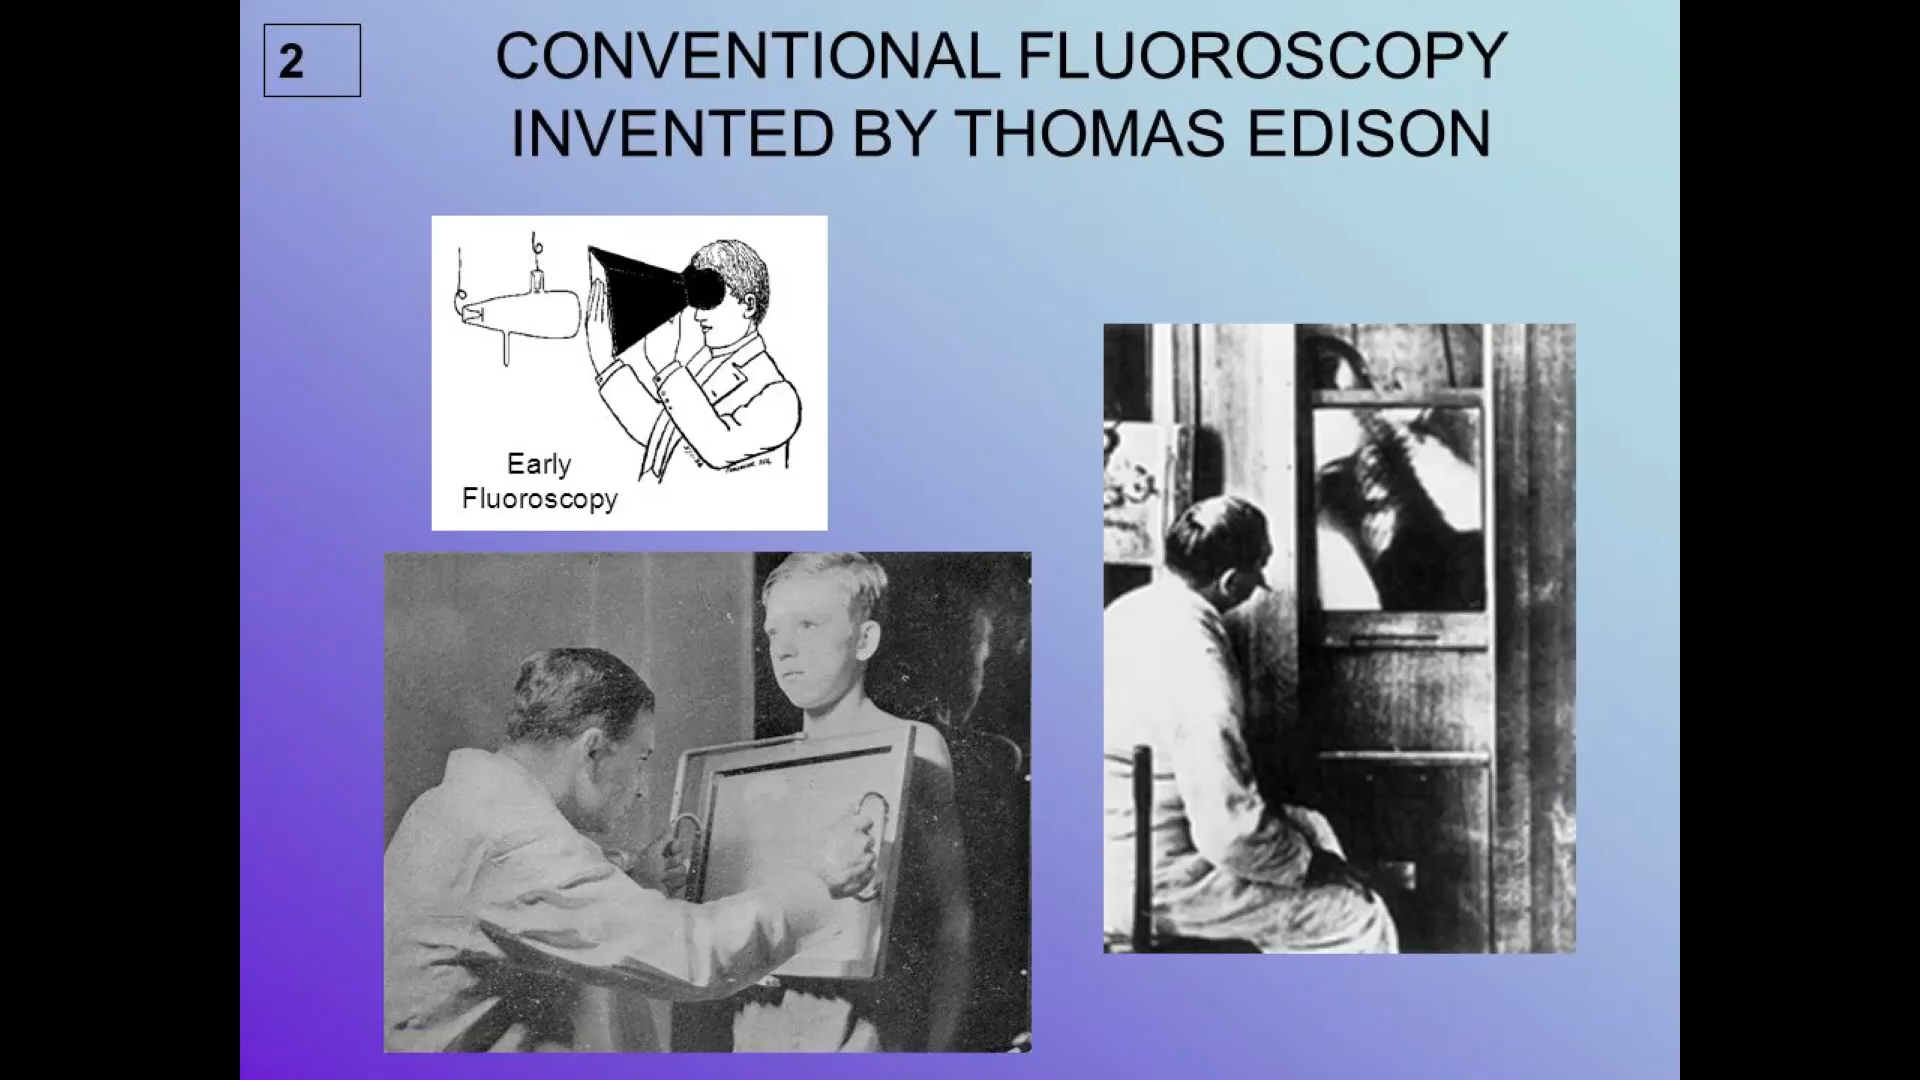 2
CONVENTIONAL FLUOROSCOPY
INVENTED BY THOMAS EDISON
Early
Fluoroscopy